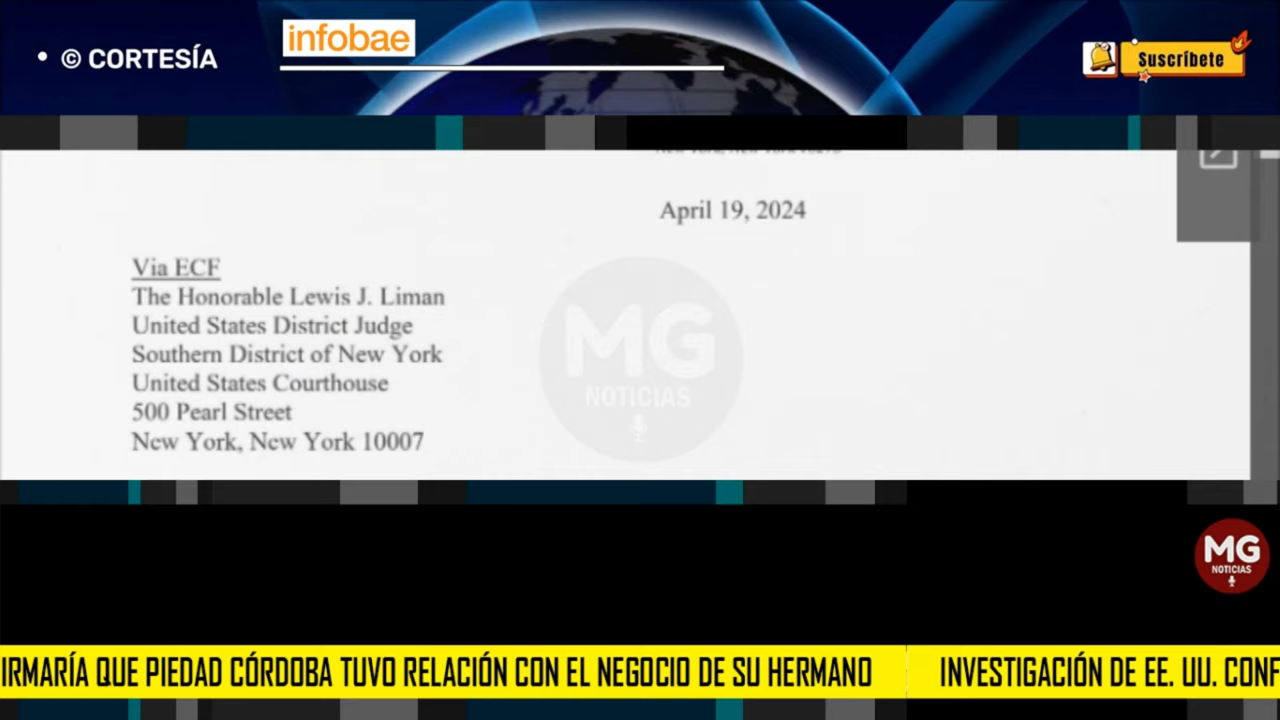 • © CORTESÍA
infobae
Suscríbete
April 19, 2024
Via ECF
The Honorable Lewis J. Liman
United States District Judge
Southern District of New York
United States Courthouse
500 Pearl Street
New York, New York 10007
MG
NOTICIAS
MG
NOTICIAS
IRMARÍA QUE PIEDAD CÓRDOBA TUVO RELACIÓN CON EL NEGOCIO DE SU HERMANO INVESTIGACIÓN DE EE. UU. CONF